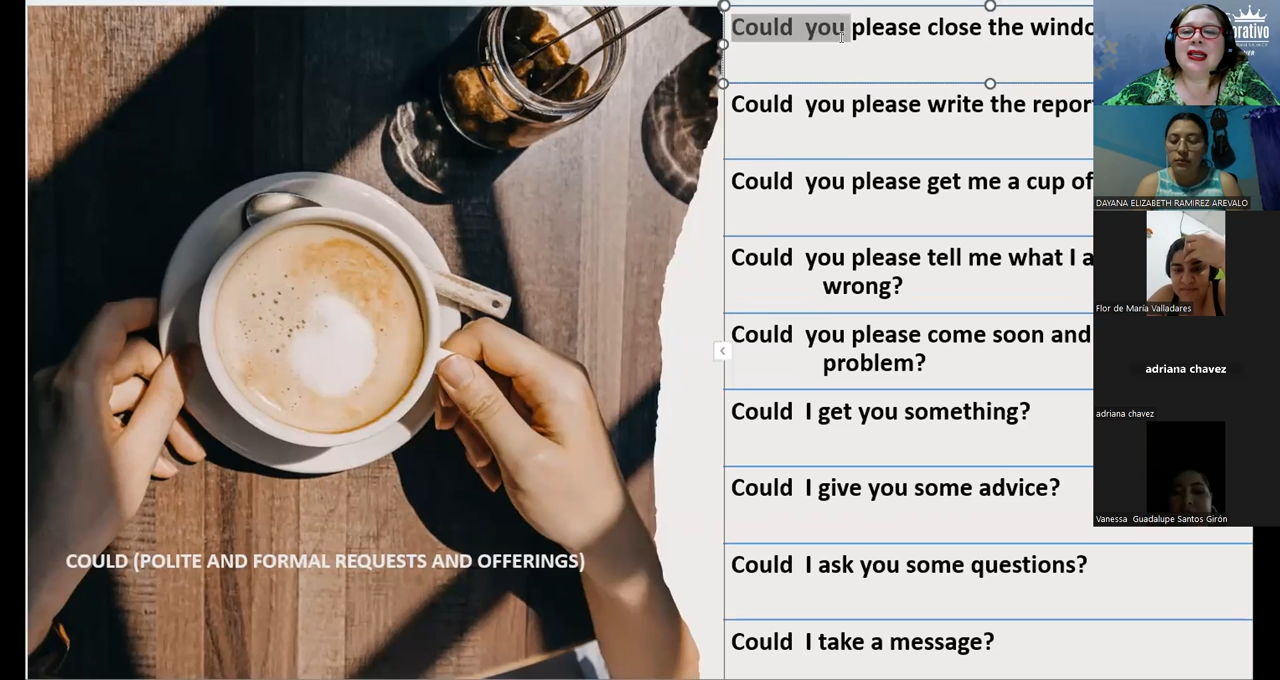 Could you please close the windo
Could you please write the repor
Could you please get me a cup of
Could you please tell me what I a
wrong?
Could you please come soon and
problem?
Could I get you something?
Could I give you some advice?
Could I ask you some questions?
Could I take a message?
COULD (POLITE AND FORMAL REQUESTS AND OFFERINGS)
orativo
DAYANA ELIZABETH RAMIREZ AREVALO
Flor de María Valladares
adriana chavez
adriana chavez
Vanessa Guadalupe Santos Girón